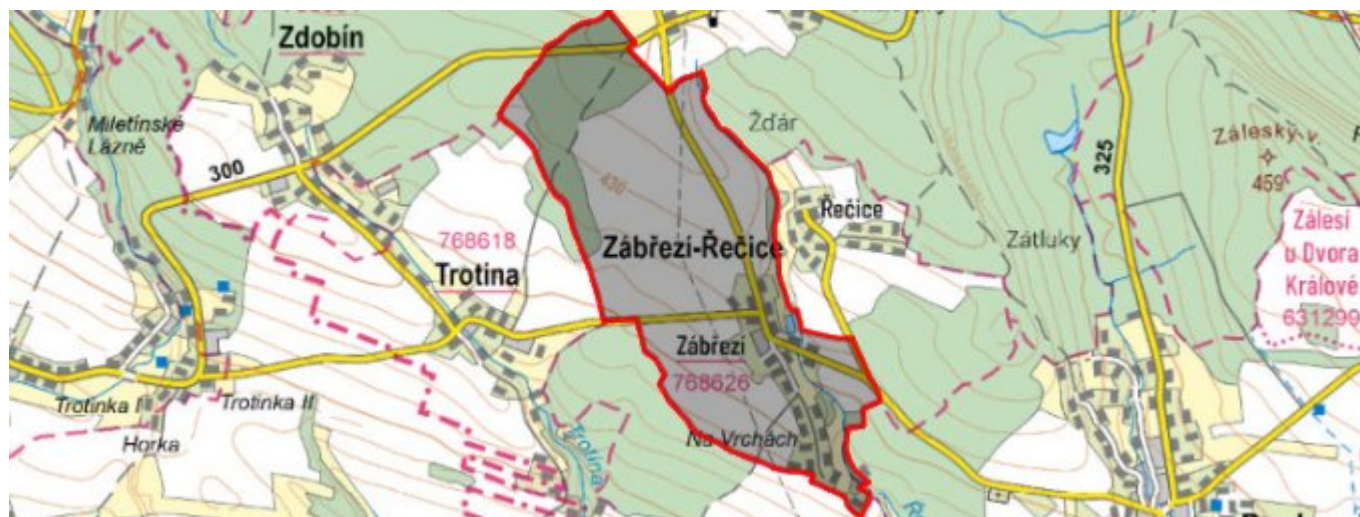 Zdobín
Miletínské
Lázně
300
768618
Trotina
430
Zábřezí-Řečice
Žďár
Řečice
Zábřezí
768626
Na Vrchách
Trotinka I
Trotinka II
Horka
Trotina
325
Záleský v.
459
Zátluky
Zálesí
u Dvora
Králové
631299